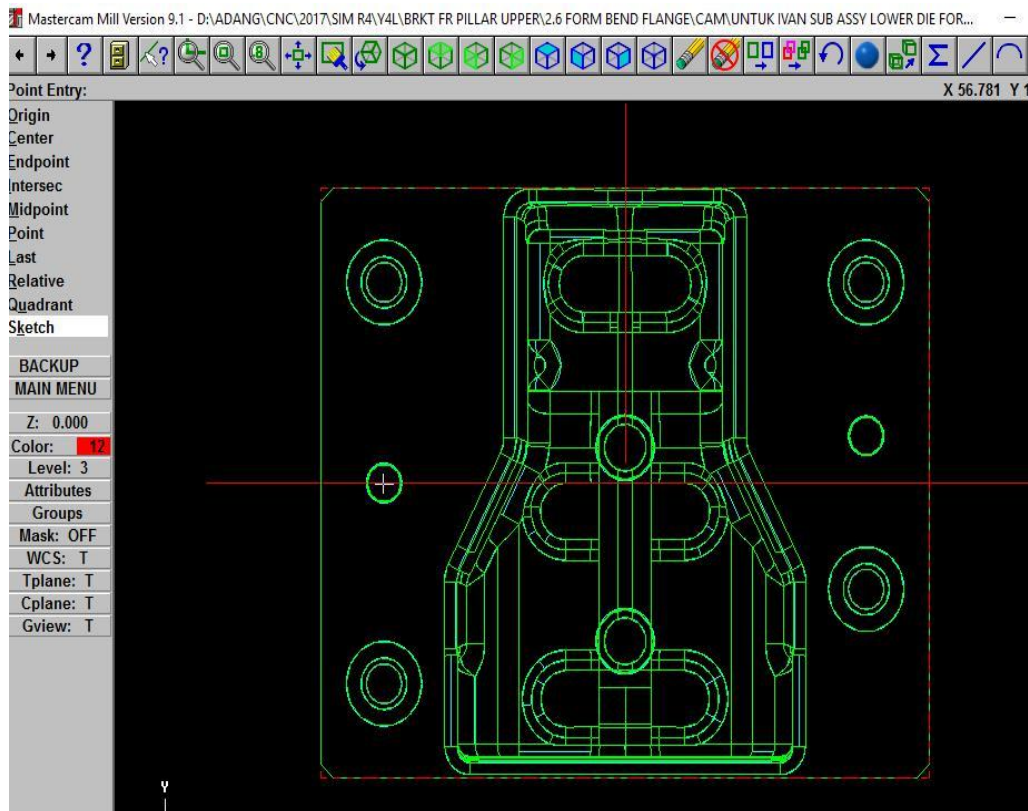 Mastercam Mill Version 9.1 - D:\ADANG\CNC\2017\SIM R4\Y4L\BRKT FR PILLAR UPPER\2.6 FORM BEND FLANGE\CAM\UNTUK IVAN SUB ASSY LOWER DIE FOR...
Point Entry:
X 56.781 Y 1
Origin
Center
Endpoint
Intersec
Midpoint
Point
Last
Relative
Quadrant
Sketch
BACKUP
MAIN MENU
Z: 0.000
Color: 12
Level: 3
Attributes
Groups
Mask: OFF
WCS: T
Tplane: T
Cplane: T
Gview: T
Y